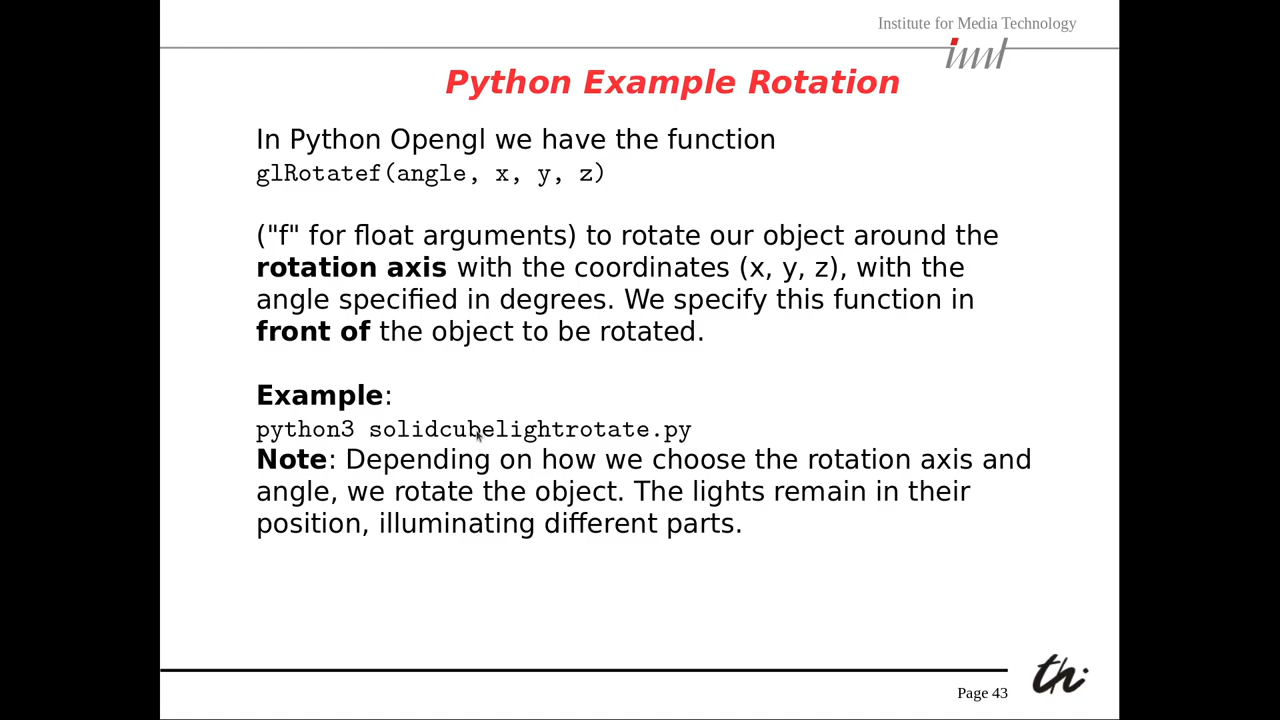 Institute for Media Technology
imt
Python Example Rotation
In Python Opengl we have the function
glRotatef(angle, x, y, z)
("f" for float arguments) to rotate our object around the
rotation axis with the coordinates (x, y, z), with the
angle specified in degrees. We specify this function in
front of the object to be rotated.
Example:
python3 solidcubelightrotate.py
Note: Depending on how we choose the rotation axis and
angle, we rotate the object. The lights remain in their
position, illuminating different parts.
th
Page 43